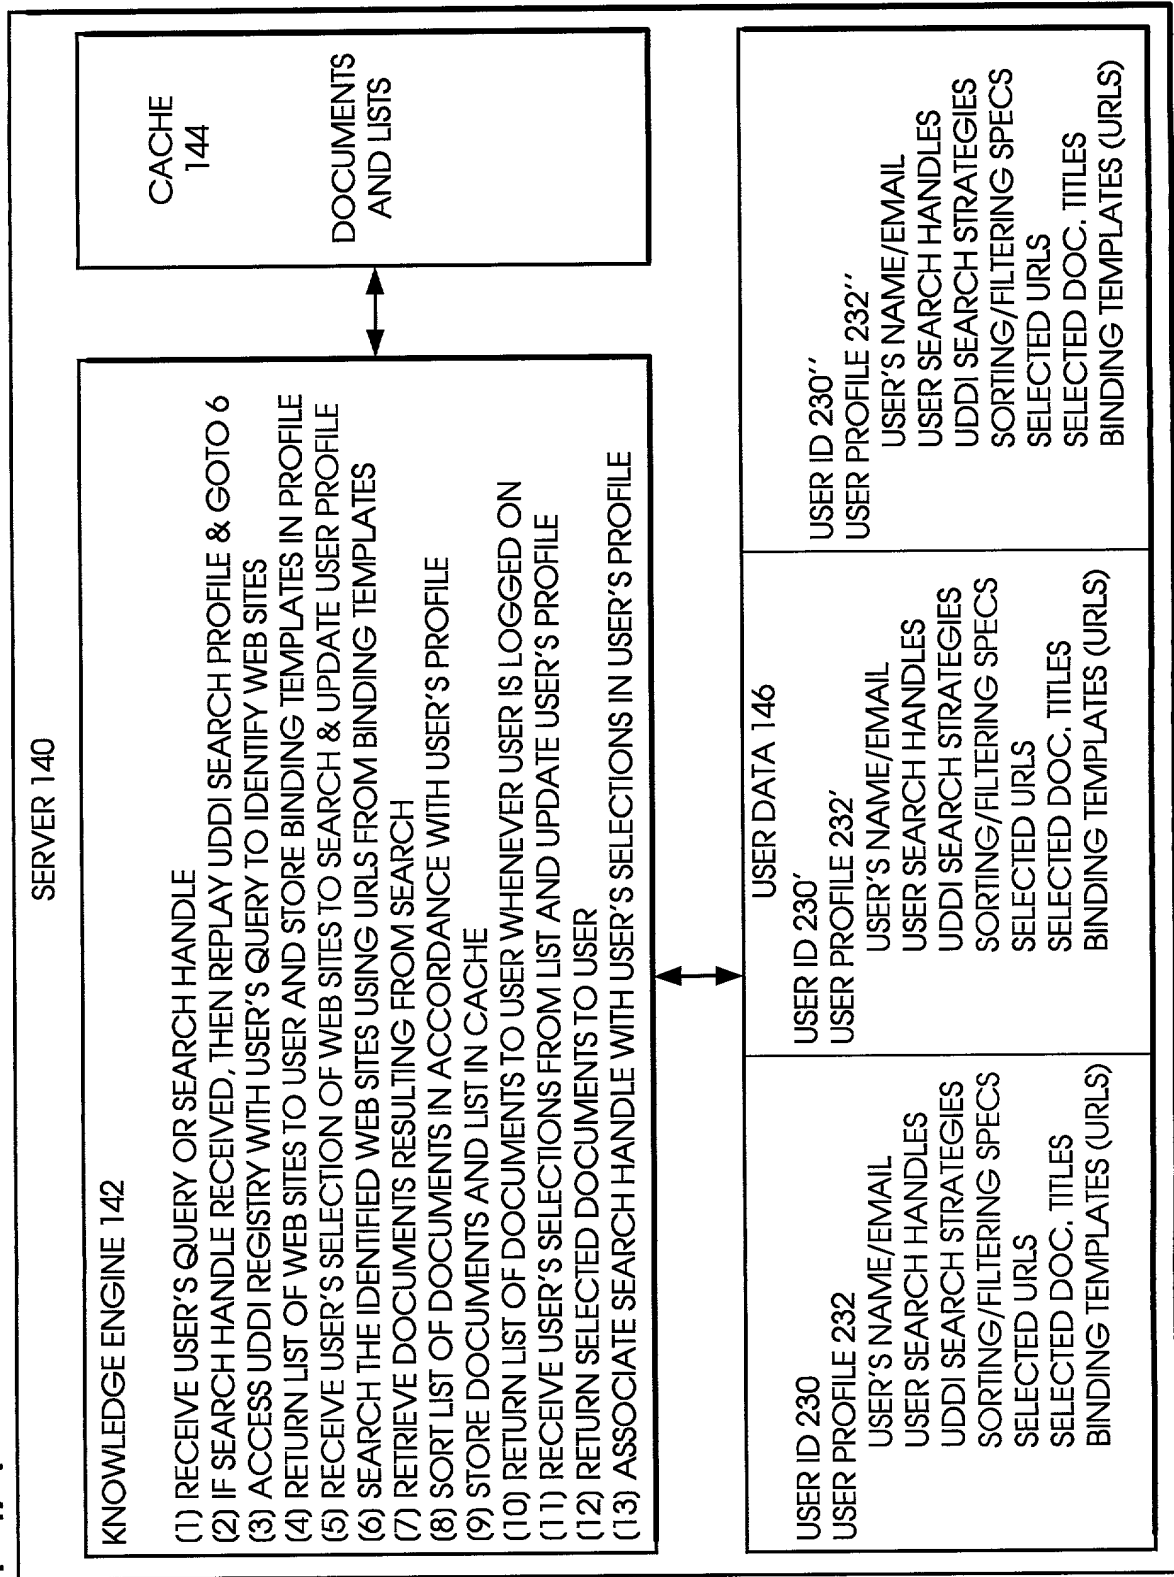 SERVER 140
KNOWLEDGE ENGINE 142
(1) RECEIVE USER'S QUERY OR SEARCH HANDLE
(2) IF SEARCH HANDLE RECEIVED, THEN REPLAY UDDI SEARCH PROFILE & GOTO 6
(3) ACCESS UDDI REGISTRY WITH USER'S QUERY TO IDENTIFY WEB SITES
(4) RETURN LIST OF WEB SITES TO USER AND STORE BINDING TEMPLATES IN PROFILE
(5) RECEIVE USER'S SELECTION OF WEB SITES TO SEARCH & UPDATE USER PROFILE
(6) SEARCH THE IDENTIFIED WEB SITES USING URLS FROM BINDING TEMPLATES
(7) RETRIEVE DOCUMENTS RESULTING FROM SEARCH
(8) SORT LIST OF DOCUMENTS IN ACCORDANCE WITH USER'S PROFILE
(9) STORE DOCUMENTS AND LIST IN CACHE
(10) RETURN LIST OF DOCUMENTS TO USER WHENEVER USER IS LOGGED ON
(11) RECEIVE USER'S SELECTIONS FROM LIST AND UPDATE USER'S PROFILE
(12) RETURN SELECTED DOCUMENTS TO USER
(13) ASSOCIATE SEARCH HANDLE WITH USER'S SELECTIONS IN USER'S PROFILE
CACHE
144
DOCUMENTS
AND LISTS
USER DATA 146
USER ID 230
USER PROFILE 232
USER'S NAME/EMAIL
USER SEARCH HANDLES
UDDI SEARCH STRATEGIES
SORTING/FILTERING SPECS
SELECTED URLS
SELECTED DOC. TITLES
BINDING TEMPLATES (URLS)
USER ID 230'
USER PROFILE 232'
USER'S NAME/EMAIL
USER SEARCH HANDLES
UDDI SEARCH STRATEGIES
SORTING/FILTERING SPECS
SELECTED URLS
SELECTED DOC. TITLES
BINDING TEMPLATES (URLS)
USER ID 230''
USER PROFILE 232''
USER'S NAME/EMAIL
USER SEARCH HANDLES
UDDI SEARCH STRATEGIES
SORTING/FILTERING SPECS
SELECTED URLS
SELECTED DOC. TITLES
BINDING TEMPLATES (URLS)